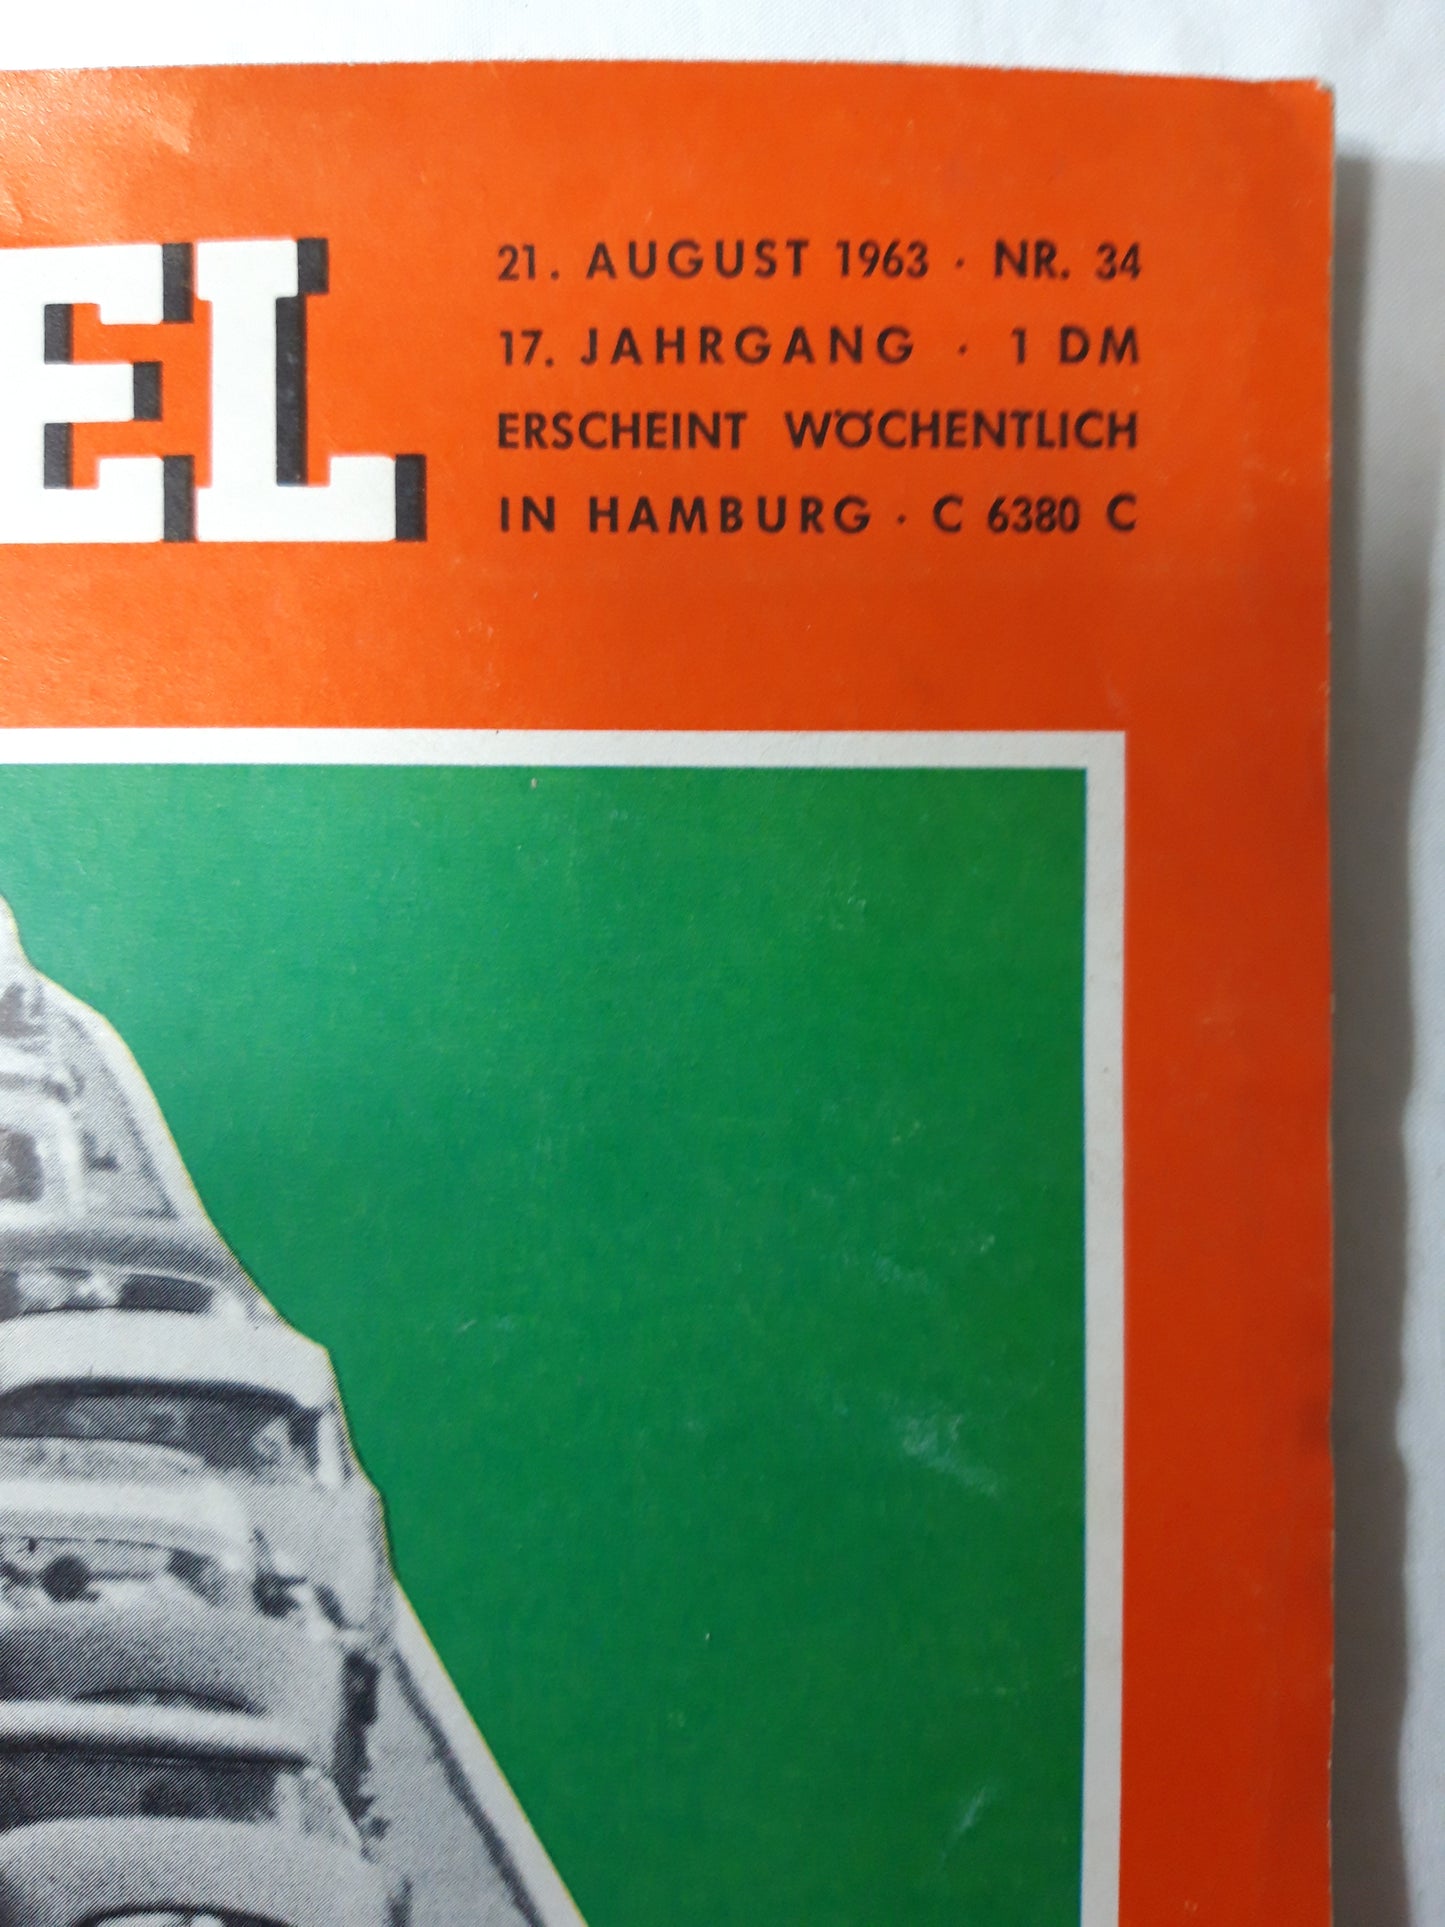 EL
21. AUGUST 1963 · NR. 34
17. JAHRGANG · 1 DM
ERSCHEINT WÖCHENTLICH
IN HAMBURG · C 6380 C